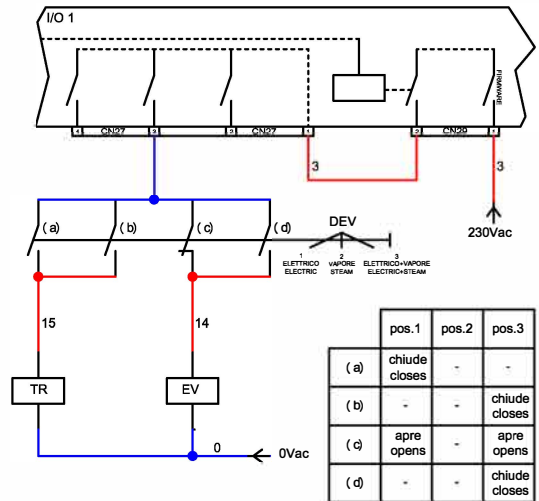 I/O 1
FIRMWARE
1 CN27 3 2 CN27 1 2 CN29 1
3
3
230Vac
( a) ( b) ( c) ( d)
DEV
1 2 3
ELETTRICO VAPORE ELETTRICO+VAPORE
ELECTRIC STEAM ELECTRIC+STEAM
15
14
TR
EV
0
0Vac
pos.1 pos.2 pos.3
( a) chiude closes - -
( b) - - chiude closes
( c) apre opens - apre opens
( d) - - chiude closes